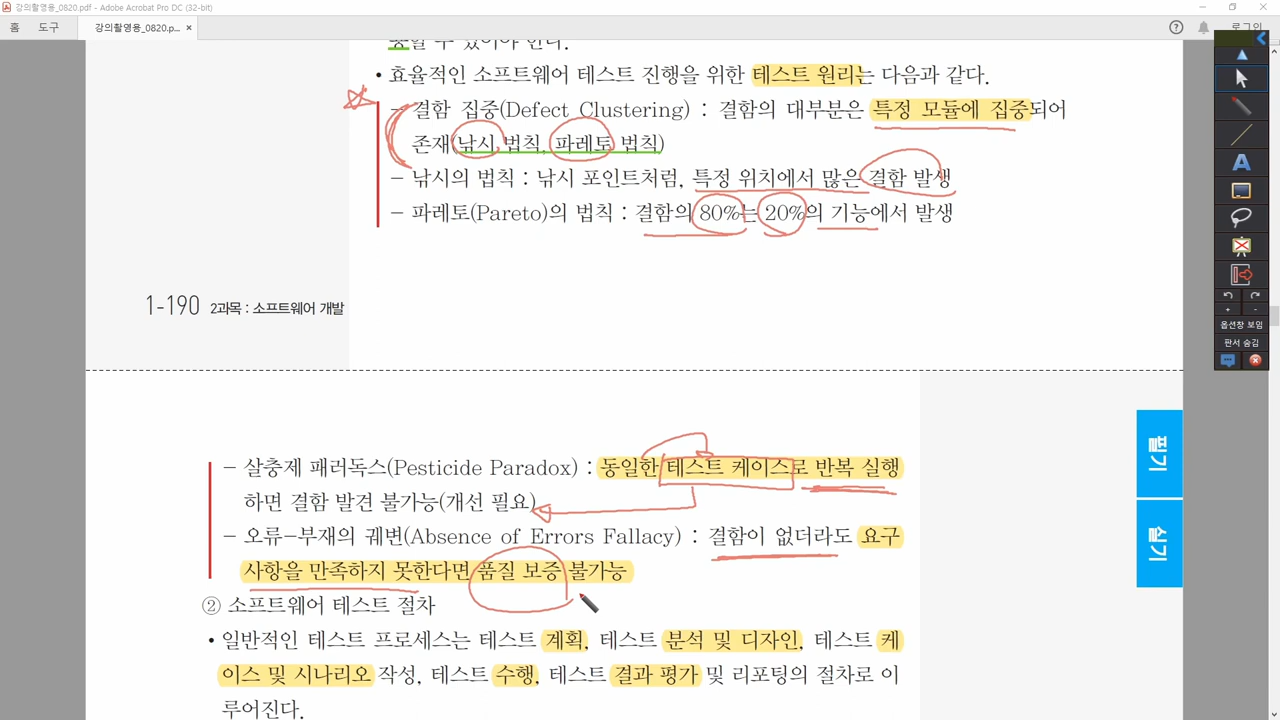 강의촬영용_0820.pdf - Adobe Acrobat Pro DC (32-bit)
홈 도구 강의촬영용_0820.p... × 로그인
• 효율적인 소프트웨어 테스트 진행을 위한 테스트 원리는 다음과 같다.
– 결함 집중(Defect Clustering) : 결함의 대부분은 특정 모듈에 집중되어
존재(낚시 법칙, 파레토 법칙)
– 낚시의 법칙 : 낚시 포인트처럼, 특정 위치에서 많은 결함 발생
– 파레토(Pareto)의 법칙 : 결함의 80%는 20%의 기능에서 발생
옵션창 보임
판서 숨김
1-190 2과목 : 소프트웨어 개발
필기
– 살충제 패러독스(Pesticide Paradox) : 동일한 테스트 케이스로 반복 실행
하면 결함 발견 불가능(개선 필요)
– 오류-부재의 궤변(Absence of Errors Fallacy) : 결함이 없더라도 요구
사항을 만족하지 못한다면 품질 보증 불가능
실기
② 소프트웨어 테스트 절차
• 일반적인 테스트 프로세스는 테스트 계획, 테스트 분석 및 디자인, 테스트 케
이스 및 시나리오 작성, 테스트 수행, 테스트 결과 평가 및 리포팅의 절차로 이
루어진다.